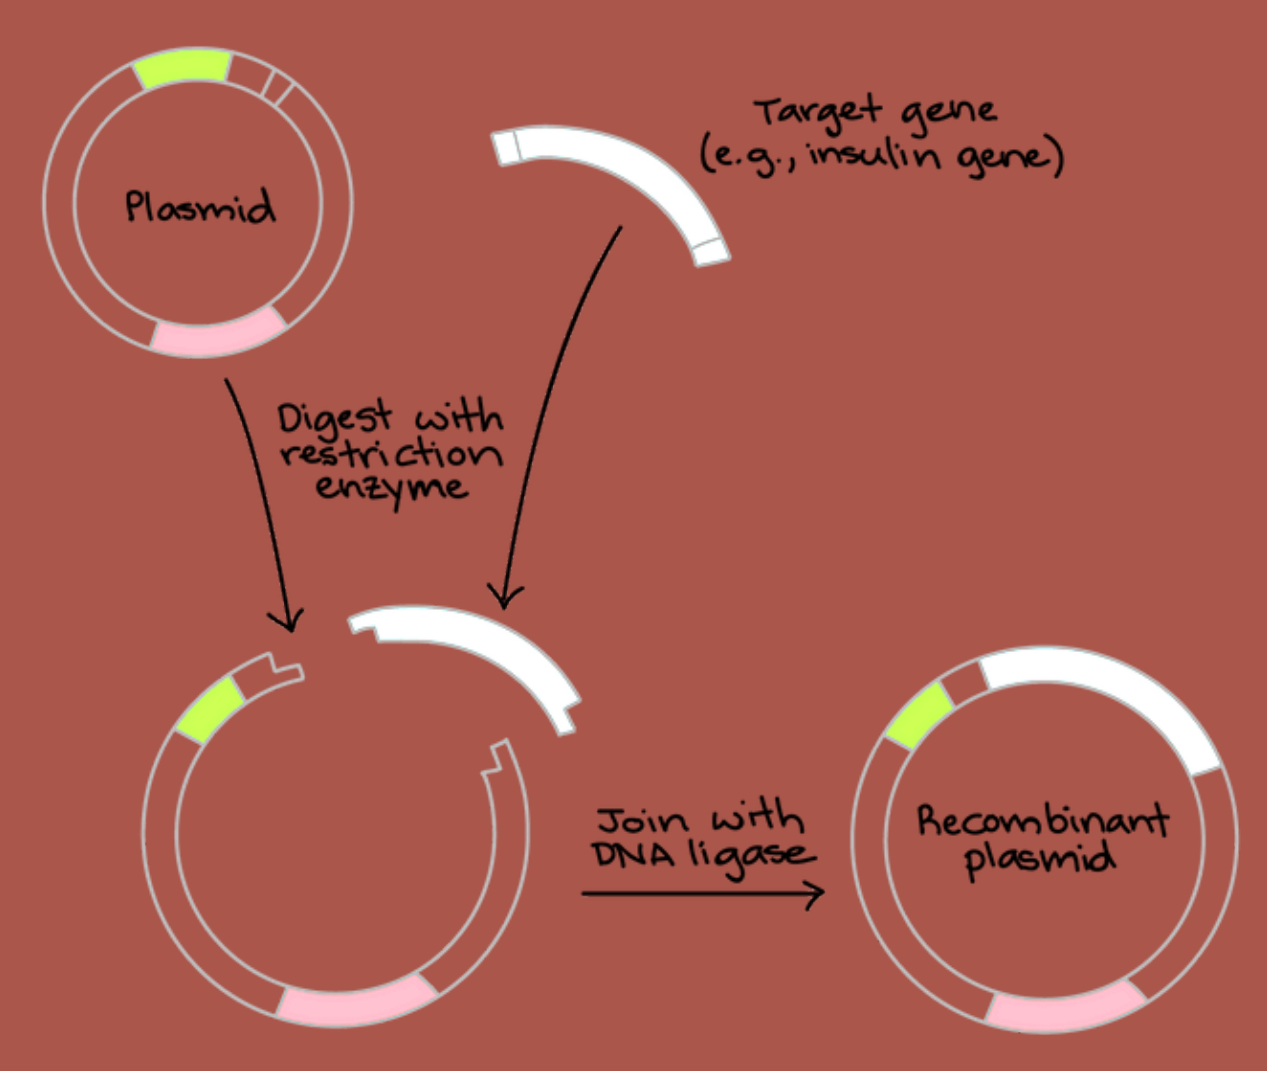 Plasmid
Target gene
(e.g., insulin gene)
Digest with
restriction
enzyme
Join with
DNA ligase
Recombinant
plasmid